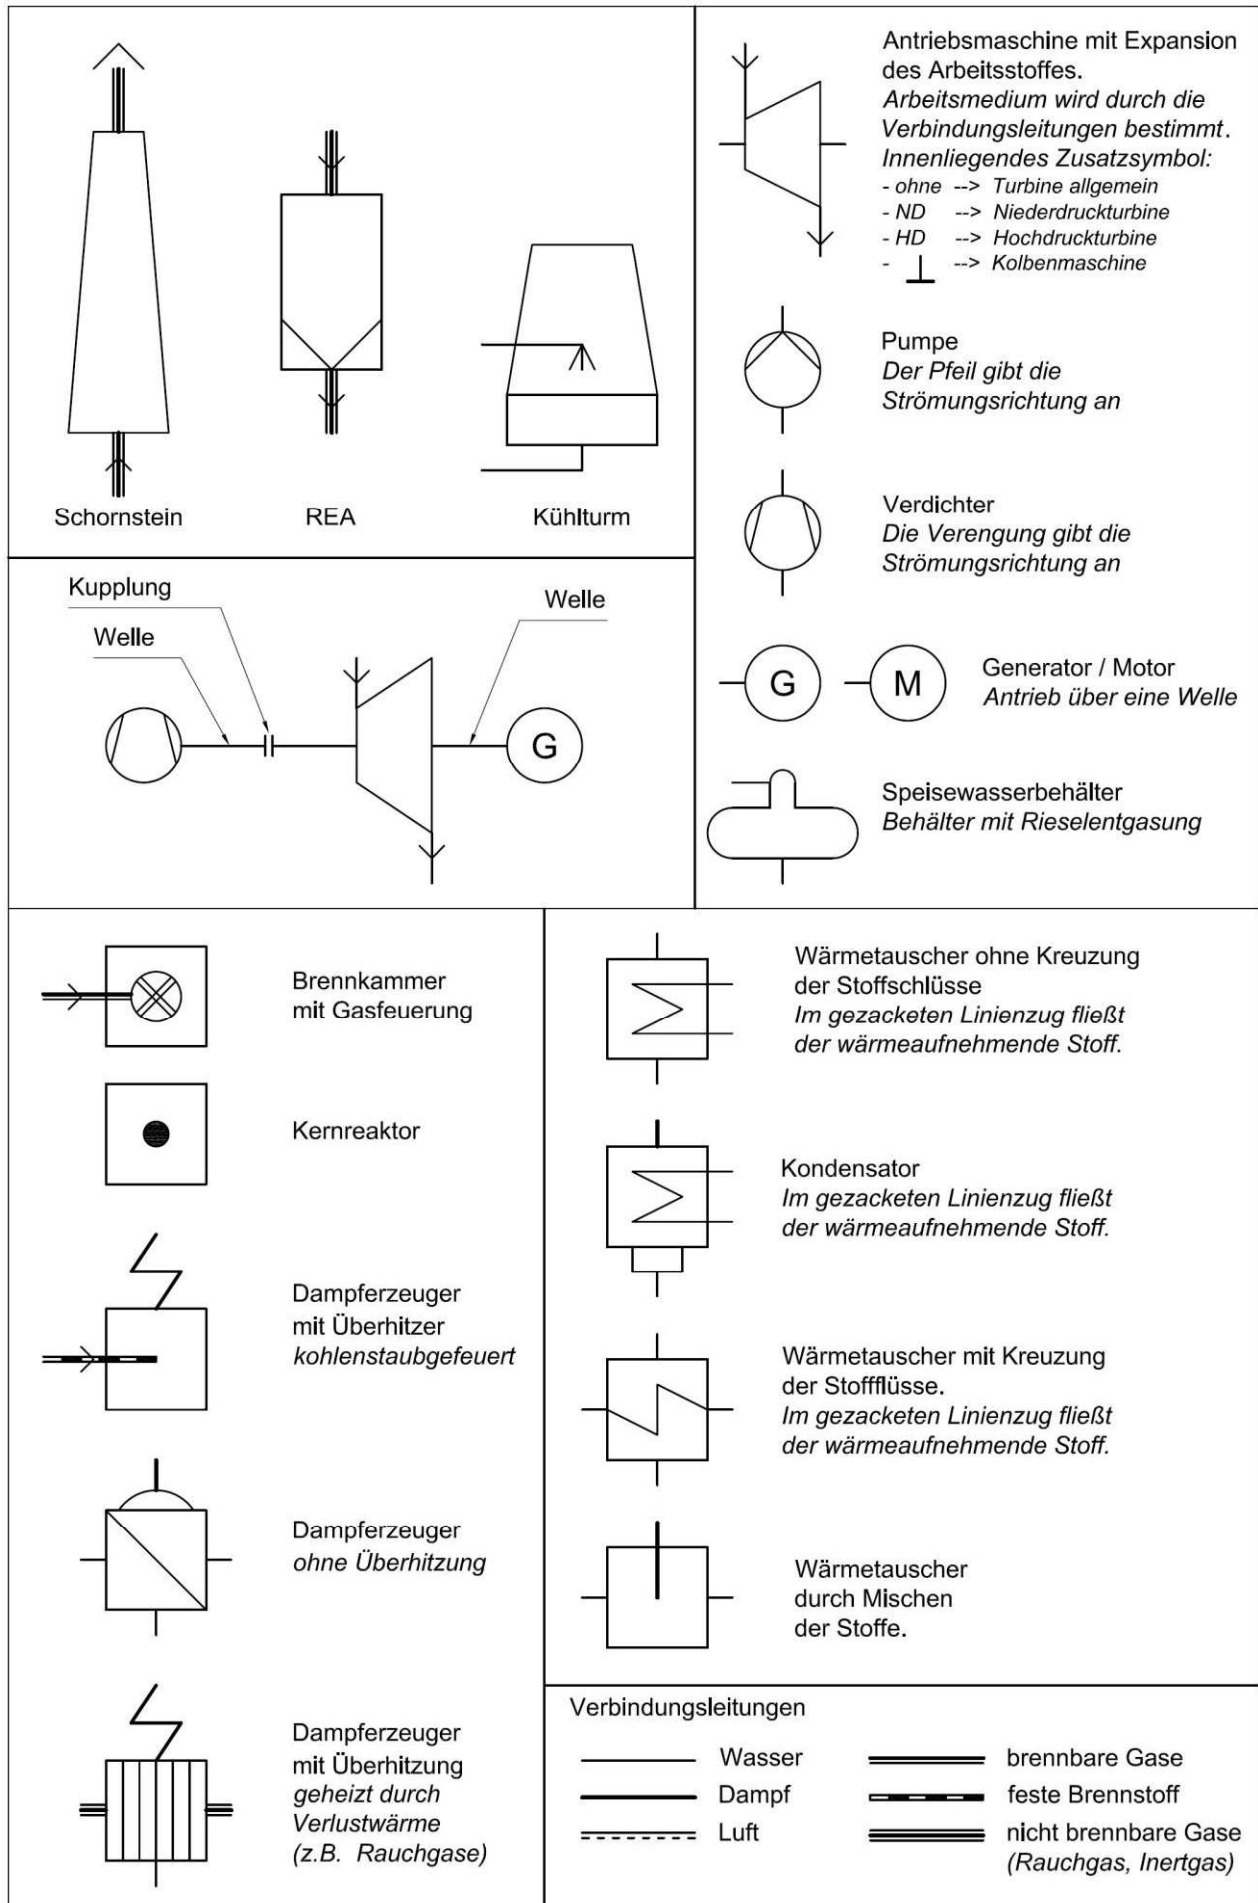 Schornstein
REA
Kühlturm
Antriebsmaschine mit Expansion
des Arbeitsstoffes.
Arbeitsmedium wird durch die
Verbindungsleitungen bestimmt.
Innenliegendes Zusatzsymbol:
- ohne --> Turbine allgemein
- ND --> Niederdruckturbine
- HD --> Hochdruckturbine
- --> Kolbenmaschine
Pumpe
Der Pfeil gibt die
Strömungsrichtung an
Verdichter
Die Verengung gibt die
Strömungsrichtung an
G
M
Generator / Motor
Antrieb über eine Welle
Speisewasserbehälter
Behälter mit Rieselentgasung
Kupplung
Welle
Welle
G
Brennkammer
mit Gasfeuerung
Kernreaktor
Dampferzeuger
mit Überhitzer
kohlenstaubgefeuert
Dampferzeuger
ohne Überhitzung
Dampferzeuger
mit Überhitzung
geheizt durch
Verlustwärme
(z.B. Rauchgase)
Wärmetauscher ohne Kreuzung
der Stoffschlüsse
Im gezacketen Linienzug fließt
der wärmeaufnehmende Stoff.
Kondensator
Im gezacketen Linienzug fließt
der wärmeaufnehmende Stoff.
Wärmetauscher mit Kreuzung
der Stoffflüsse.
Im gezacketen Linienzug fließt
der wärmeaufnehmende Stoff.
Wärmetauscher
durch Mischen
der Stoffe.
Verbindungsleitungen
Wasser
Dampf
Luft
brennbare Gase
feste Brennstoff
nicht brennbare Gase
(Rauchgas, Inertgas)